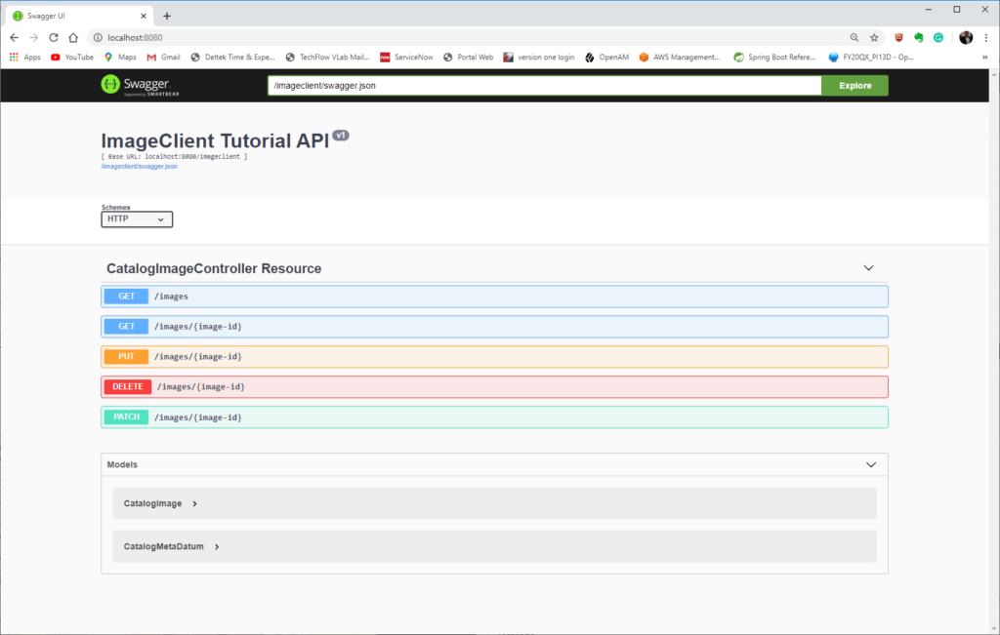 Swagger UI
localhost:8080
Apps YouTube Maps Gmail Deltek Time & Expe... TechFlow VLab Mail... ServiceNow Portal Web version one login OpenAM AWS Management... Spring Boot Refere... FY20QX_PI13D - Op... »
Swagger
Supported by SMARTBEAR
/imageclient/swagger.json
Explore
ImageClient Tutorial API v1
[ Base URL: localhost:8080/imageclient ]
/imageclient/swagger.json
Schemes
HTTP
CatalogImageController Resource
GET /images
GET /images/{image-id}
PUT /images/{image-id}
DELETE /images/{image-id}
PATCH /images/{image-id}
Models
CatalogImage
CatalogMetaDatum